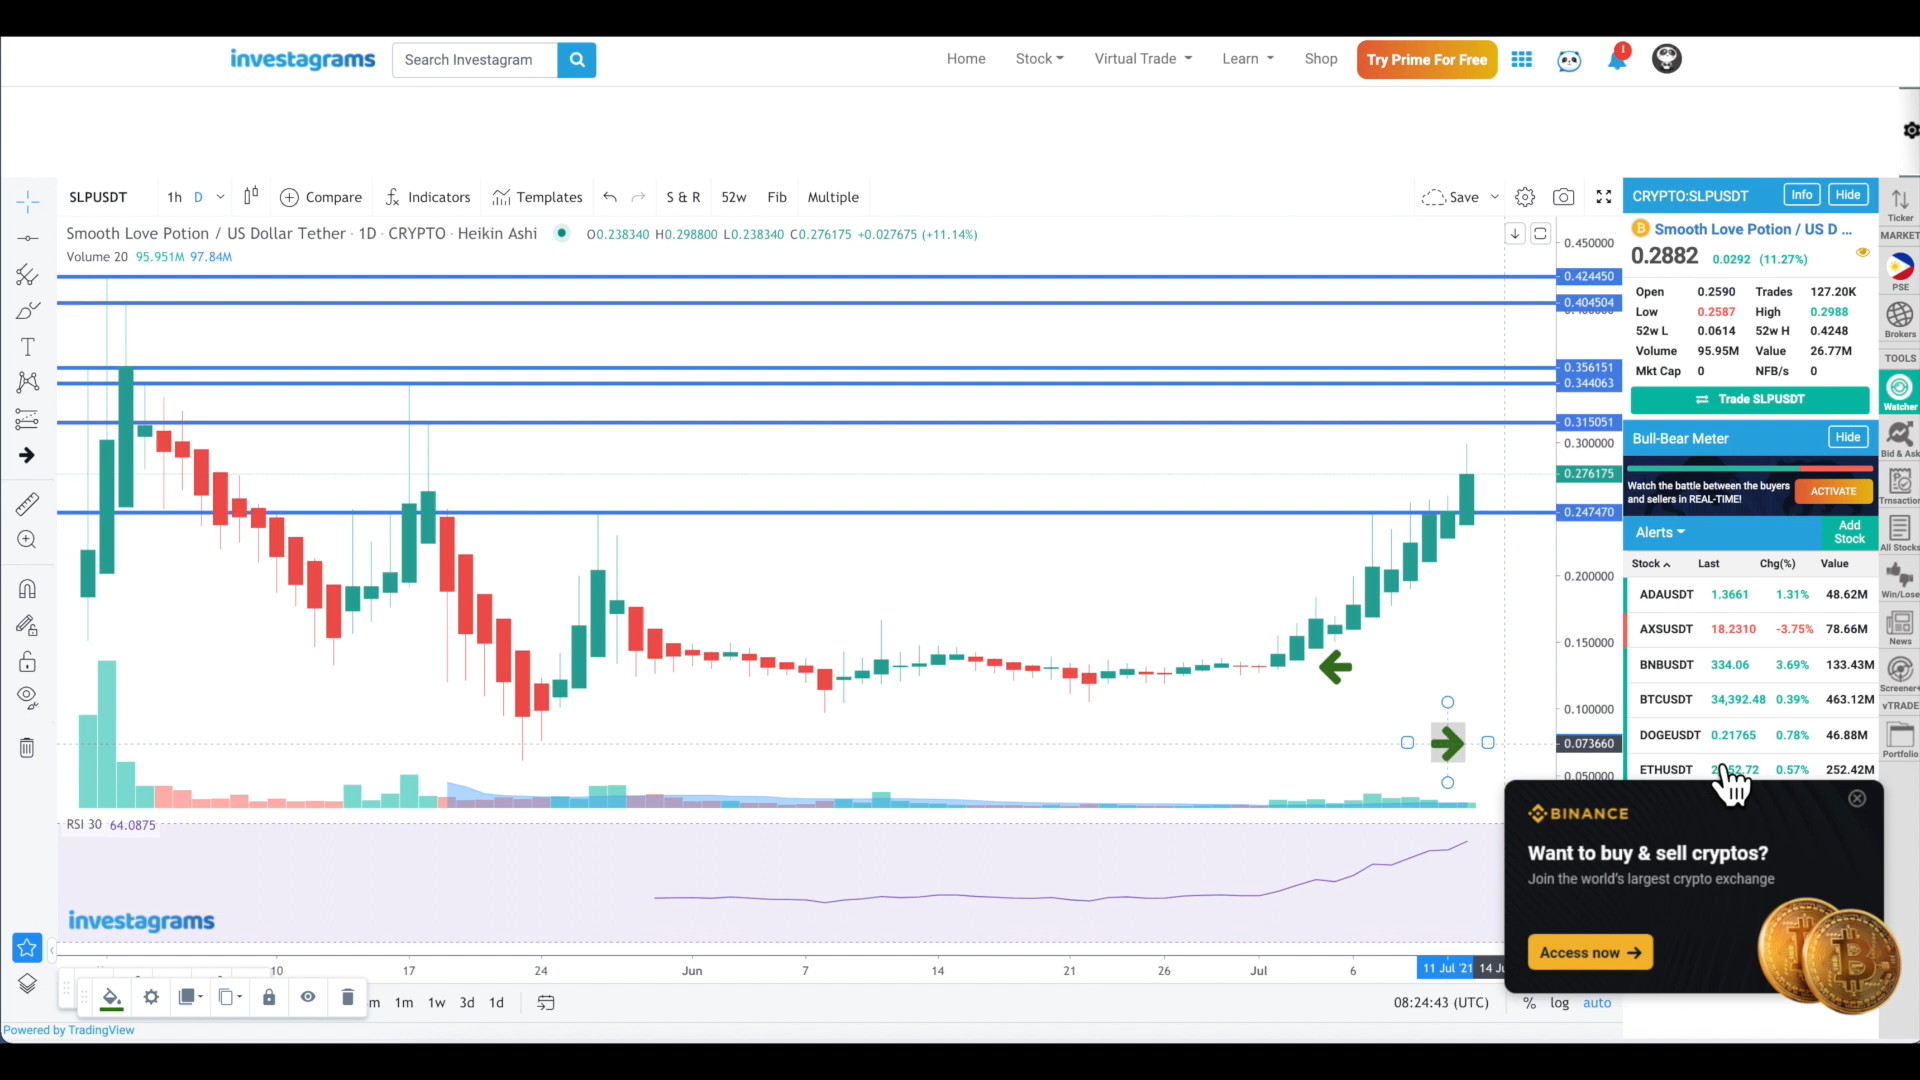 investagrams
Search Investagram
Home
Stock
Virtual Trade
Learn
Shop
Try Prime For Free
1
SLPUSDT
1h
D
Compare
Indicators
Templates
S & R
52w
Fib
Multiple
Save
Smooth Love Potion / US Dollar Tether · 1D · CRYPTO · Heikin Ashi
O0.238340 H0.298800 L0.238340 C0.276175 +0.027675 (+11.14%)
Volume 20 95.951M 97.84M
0.450000
0.424450
0.404504
0.356151
0.344063
0.315051
0.300000
0.276175
0.247470
0.200000
0.150000
0.100000
0.073660
0.050000
RSI 30 64.0875
investagrams
10
17
24
Jun
7
14
21
26
Jul
6
11 Jul '21
m
1m
1w
3d
1d
08:24:43 (UTC)
%
log
auto
Powered by TradingView
CRYPTO:SLPUSDT
Info
Hide
Smooth Love Potion / US D ...
0.2882 0.0292 (11.27%)
Open 0.2590 Trades 127.20K
Low 0.2587 High 0.2988
52w L 0.0614 52w H 0.4248
Volume 95.95M Value 26.77M
Mkt Cap 0 NFB/s 0
Trade SLPUSDT
Bull-Bear Meter
Hide
Watch the battle between the buyers
and sellers in REAL-TIME!
ACTIVATE
Alerts
Add
Stock
Stock Last Chg(%) Value
ADAUSDT 1.3661 1.31% 48.62M
AXSUSDT 18.2310 -3.75% 78.66M
BNBUSDT 334.06 3.69% 133.43M
BTCUSDT 34,392.48 0.39% 463.12M
DOGEUSDT 0.21765 0.78% 46.88M
ETHUSDT 0.57% 252.42M
BINANCE
Want to buy & sell cryptos?
Join the world's largest crypto exchange
Access now
Ticker
MARKET
PSE
Brokers
TOOLS
Watcher
Bid & Ask
All Stocks
Win/Lose
News
Screener+
vTRADE
Portfolio